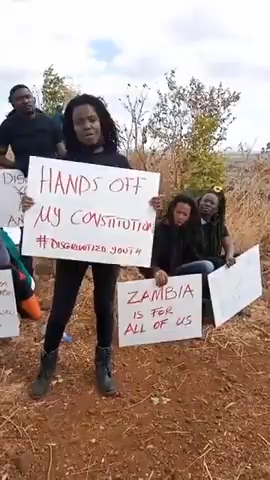 HANDS OFF
MY CONSTITUTION
#DISGRUNTLED YOUTH
ZAMBIA
IS FOR
ALL OF US